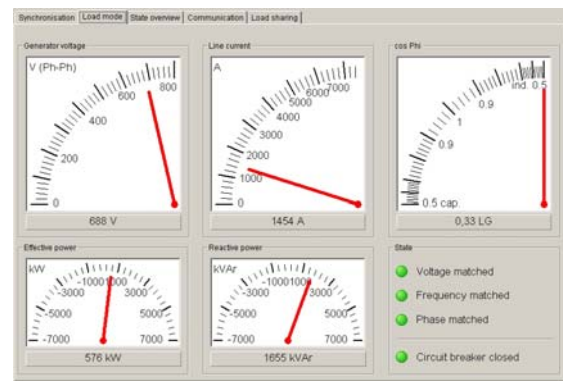 Synchronisation Load mode State overview Communication Load sharing
Generator voltage
V (Ph-Ph)
0
200
400
600
800
688 V
Line current
A
0
1000
2000
3000
4000
5000
6000
7000
1454 A
cos Phi
0.5 cap.
0.9
1
0.9
ind. 0.5
0,33 LG
Effective power
kW
-7000
-5000
-3000
-1000
1000
3000
5000
7000
576 kW
Reactive power
kVAr
-7000
-5000
-3000
-1000
1000
3000
5000
7000
1655 kVAr
State
Voltage matched
Frequency matched
Phase matched
Circuit breaker closed